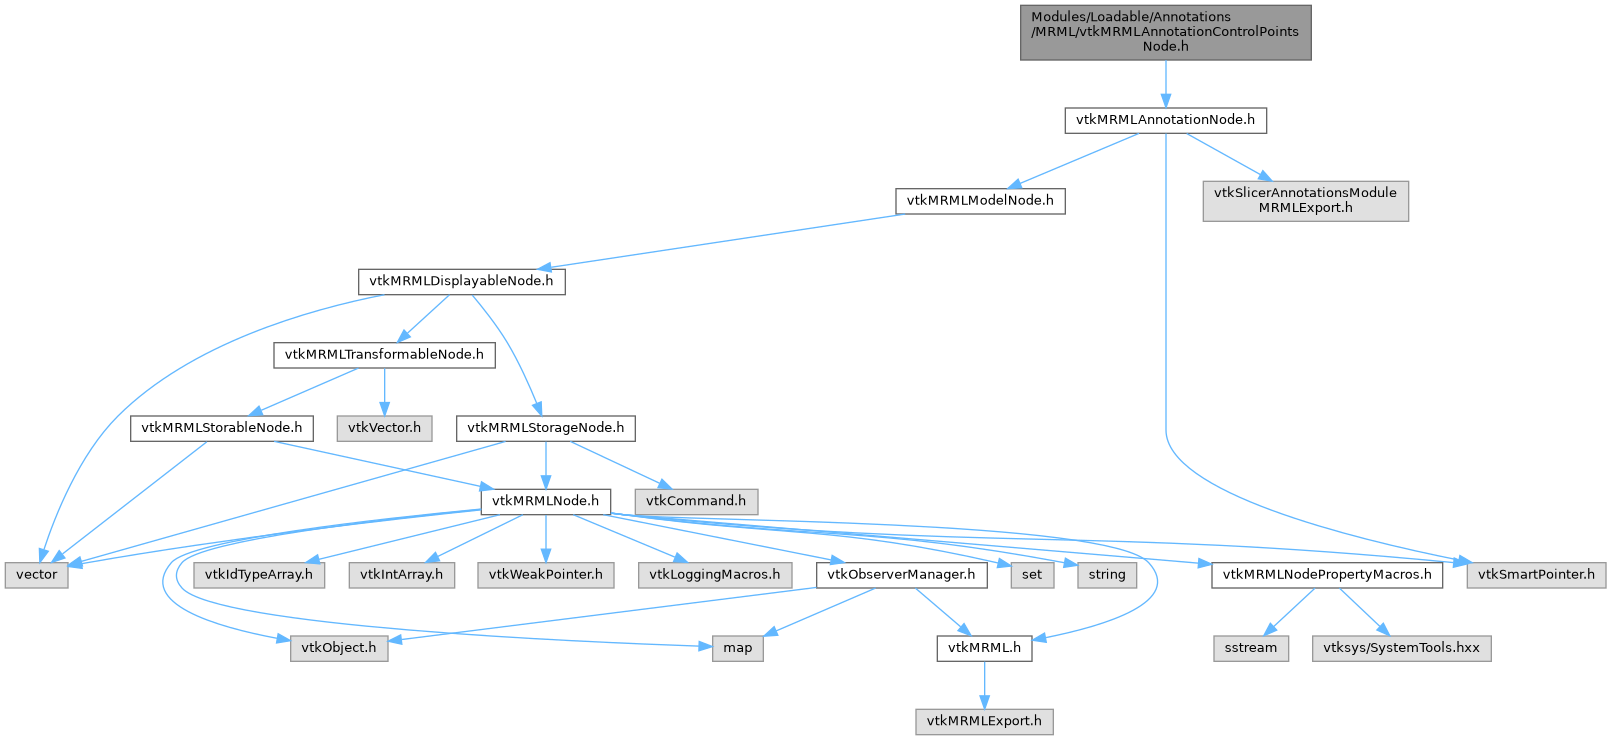 Modules/Loadable/Annotations
/MRML/vtkMRMLAnnotationControlPoints
Node.h
vtkMRMLAnnotationNode.h
vtkMRMLModelNode.h
vtkSlicerAnnotationsModule
MRMLExport.h
vtkMRMLDisplayableNode.h
vtkMRMLTransformableNode.h
vtkMRMLStorableNode.h
vtkVector.h
vtkMRMLStorageNode.h
vtkMRMLNode.h
vtkCommand.h
vector
vtkIdTypeArray.h
vtkIntArray.h
vtkWeakPointer.h
vtkLoggingMacros.h
vtkObserverManager.h
set
string
vtkMRMLNodePropertyMacros.h
vtkSmartPointer.h
vtkObject.h
map
vtkMRML.h
sstream
vtksys/SystemTools.hxx
vtkMRMLExport.h